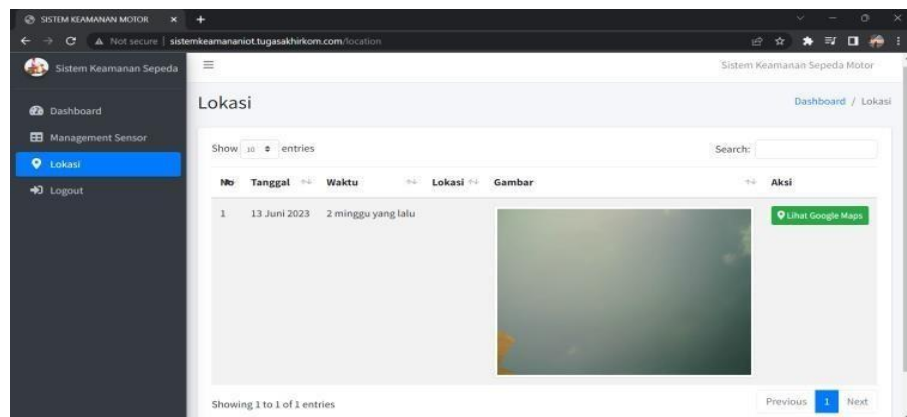 SISTEM KEAMANAN MOTOR
Not secure | sistemkeamananiot.tugasakhirkom.com/location
Sistem Keamanan Sepeda
Sistem Keamanan Sepeda Motor
Dashboard
Management Sensor
Lokasi
Logout
Lokasi
Dashboard / Lokasi
Show 10 entries
Search:
No Tanggal Waktu Lokasi Gambar Aksi
1 13 Juni 2023 2 minggu yang lalu Lihat Google Maps
Showing 1 to 1 of 1 entries
Previous 1 Next